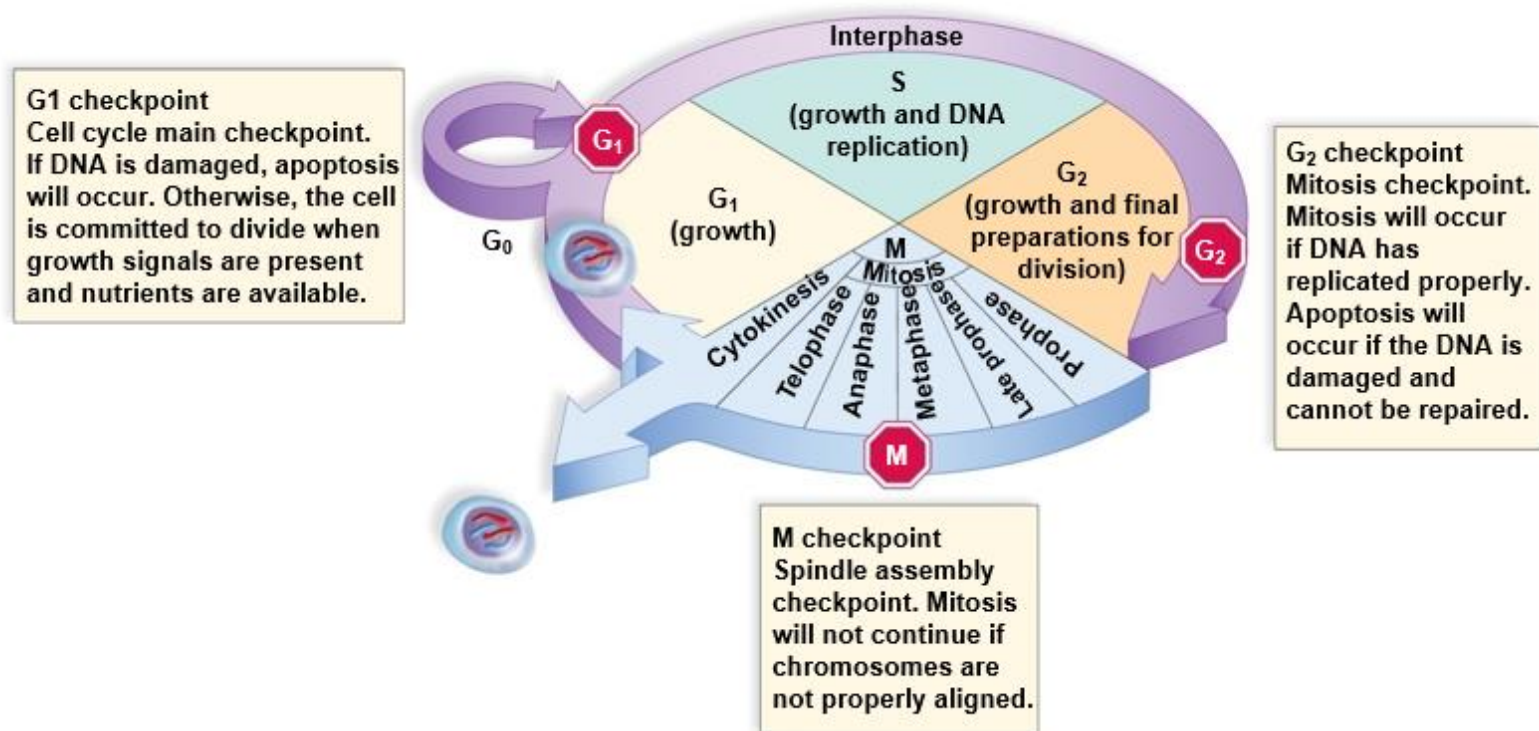 Interphase
G1 checkpoint
Cell cycle main checkpoint.
If DNA is damaged, apoptosis
will occur. Otherwise, the cell
is committed to divide when
growth signals are present
and nutrients are available.
G₁
G₀
S
(growth and DNA
replication)
G₁
(growth)
G₂
(growth and final
preparations for
division)
G₂
G₂ checkpoint
Mitosis checkpoint.
Mitosis will occur
if DNA has
replicated properly.
Apoptosis will
occur if the DNA is
damaged and
cannot be repaired.
M
Mitosis
Cytokinesis
Telophase
Anaphase
Metaphase
Late prophase
Prophase
M
M checkpoint
Spindle assembly
checkpoint. Mitosis
will not continue if
chromosomes are
not properly aligned.